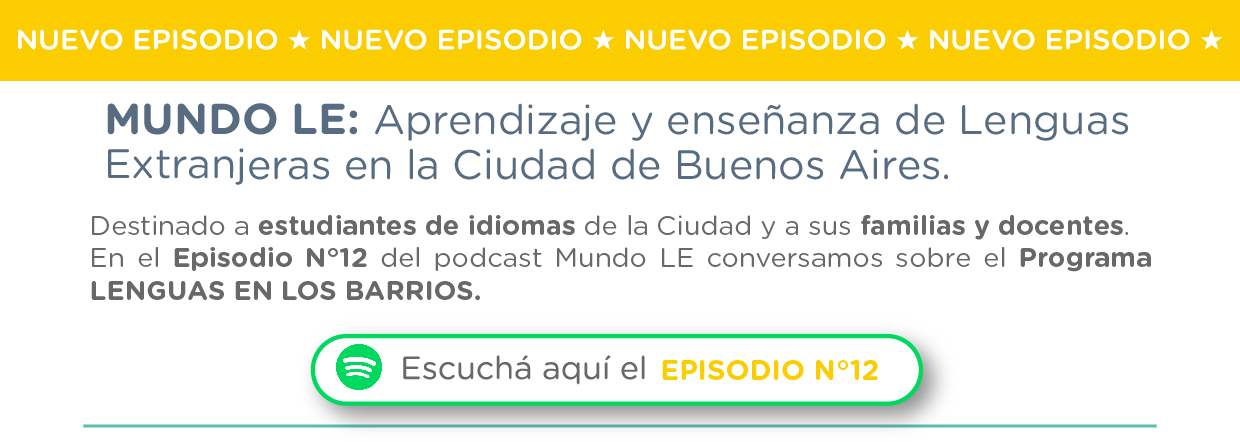 NUEVO EPISODIO ★ NUEVO EPISODIO ★ NUEVO EPISODIO ★ NUEVO EPISODIO ★
MUNDO LE: Aprendizaje y enseñanza de Lenguas
Extranjeras en la Ciudad de Buenos Aires.
Destinado a estudiantes de idiomas de la Ciudad y a sus familias y docentes.
En el Episodio N°12 del podcast Mundo LE conversamos sobre el Programa
LENGUAS EN LOS BARRIOS.
Escuchá aquí el EPISODIO N°12